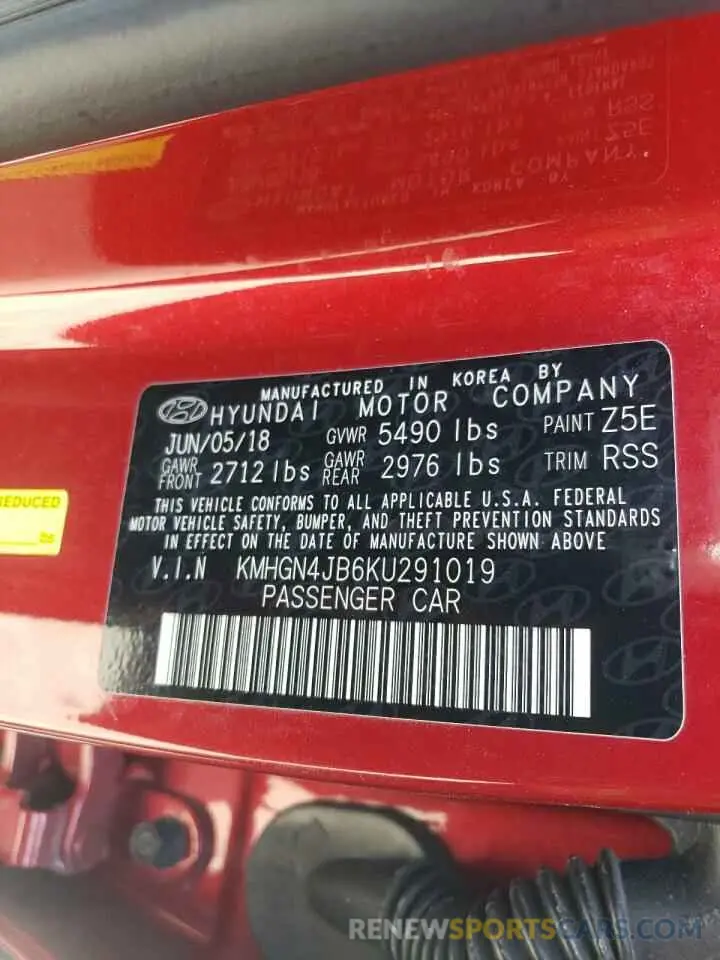 MANUFACTURED IN KOREA BY
HYUNDAI MOTOR COMPANY
JUN/05/18 GVWR 5490 lbs PAINT Z5E
GAWR FRONT 2712 lbs GAWR REAR 2976 lbs TRIM RSS
THIS VEHICLE CONFORMS TO ALL APPLICABLE U.S.A. FEDERAL
MOTOR VEHICLE SAFETY, BUMPER, AND THEFT PREVENTION STANDARDS
IN EFFECT ON THE DATE OF MANUFACTURE SHOWN ABOVE
V.I.N KMHGN4JB6KU291019
PASSENGER CAR
REDUCED
RENEWSPORTSCARS.COM